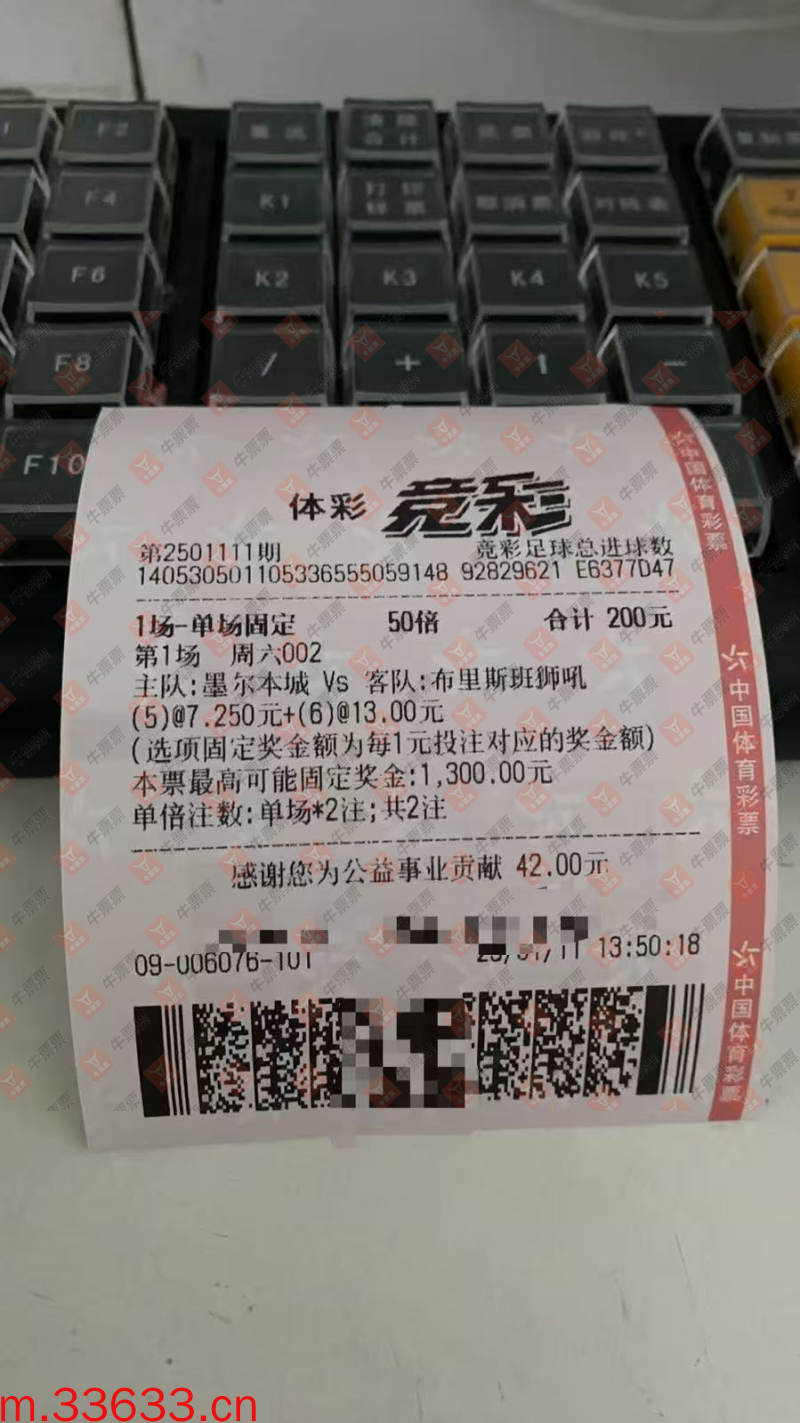 F2
F4
K1
F6
K2
K3
K4
K5
F8
/
+
1
-
F10
体彩 竞彩
第2501111期 竞彩足球总进球数
140530501105336555059148 92829621 E6377D47
1场-单场固定 50倍 合计 200元
第1场 周六002
主队:墨尔本城 Vs 客队:布里斯班狮吼
(5)@7.250元+(6)@13.00元
(选项固定奖金额为每1元投注对应的奖金额)
本票最高可能固定奖金:1,300.00元
单倍注数:单场*2注;共2注
感谢您为公益事业贡献 42.00元
09-006076-101 13:50:18
中国体育彩票
中国体育彩票
中国体育彩票
牛票票
m.33633.cn